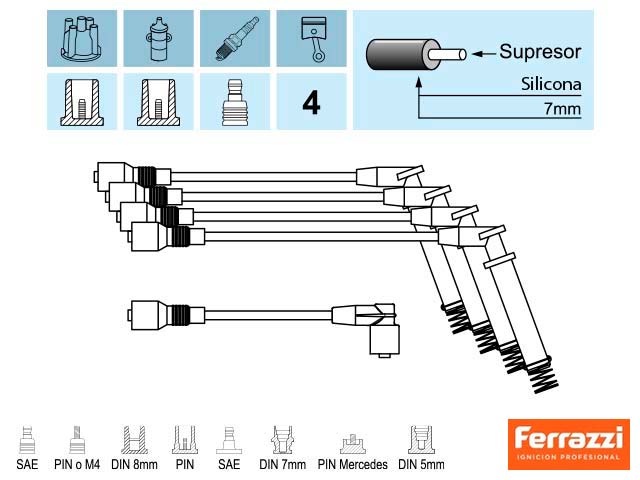 Supresor
Silicona
4
7mm
SAE PIN o M4 DIN 8mm PIN SAE DIN 7mm PIN Mercedes DIN 5mm
Ferrazzi
IGNICION PROFESIONAL